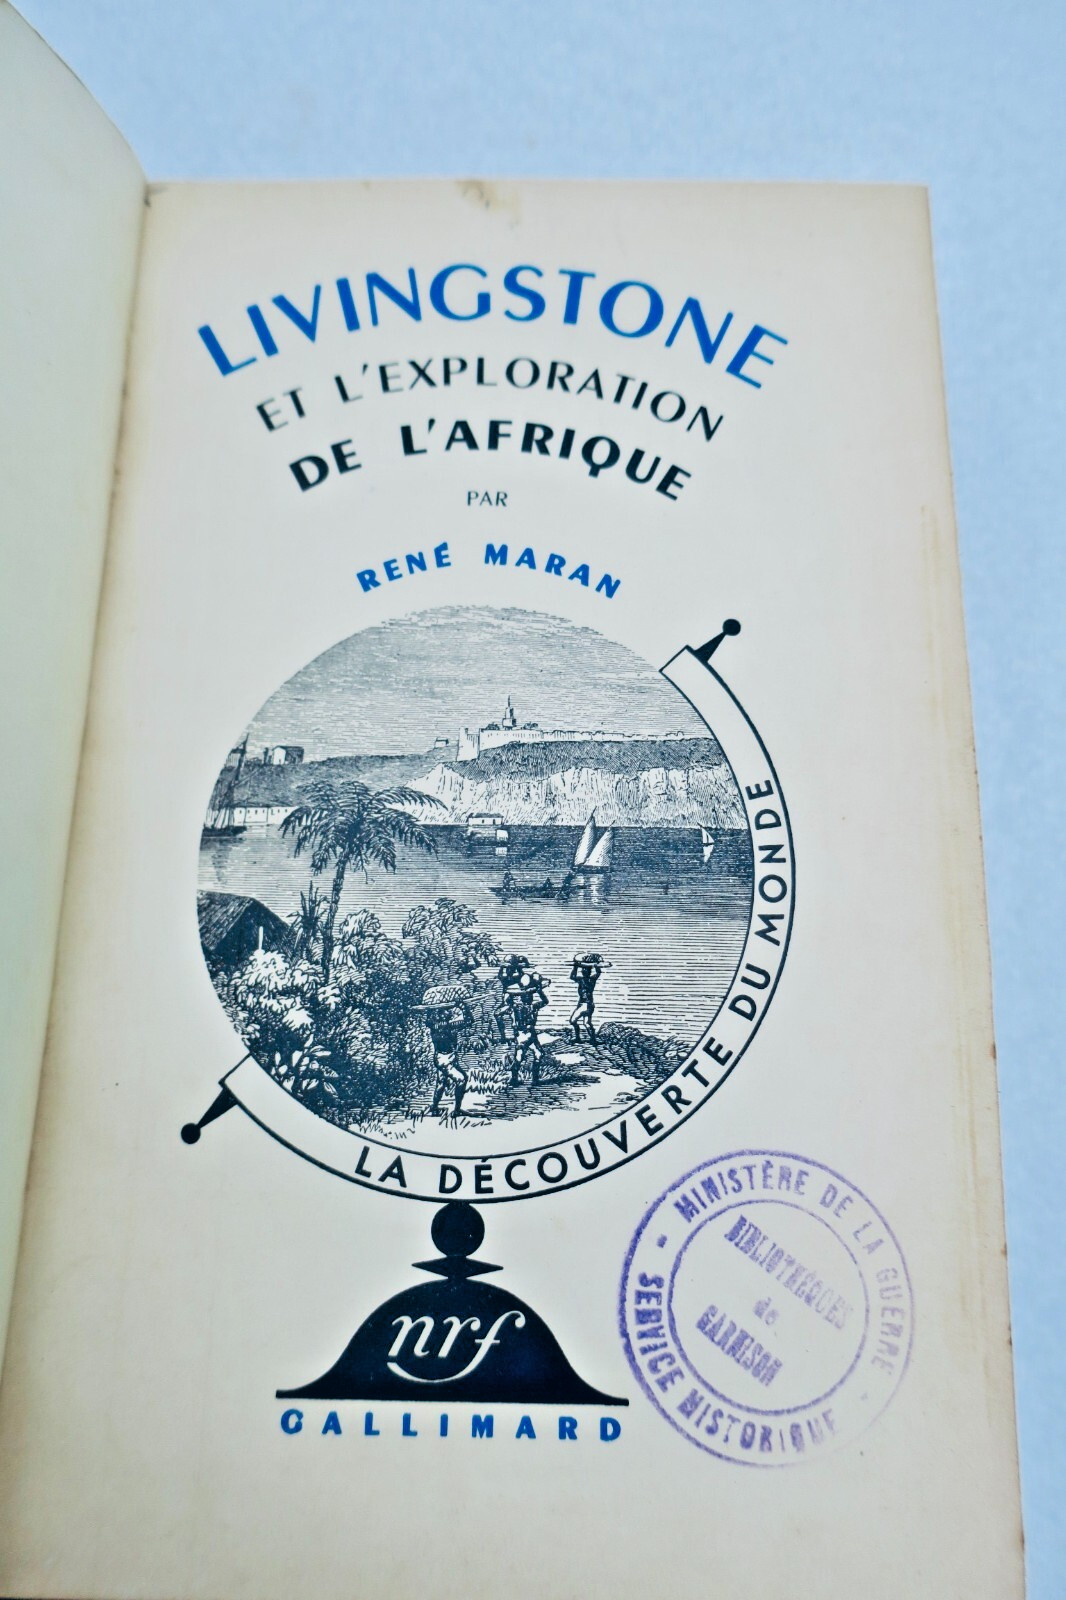 LIVINGSTONE
ET L'EXPLORATION
DE L'AFRIQUE
PAR
RENÉ MARAN
LA DÉCOUVERTE DU MONDE
nrf
GALLIMARD
MINISTÈRE DE LA GUERRE
BIBLIOTHÈQUES
de
GARNISON
SERVICE HISTORIQUE